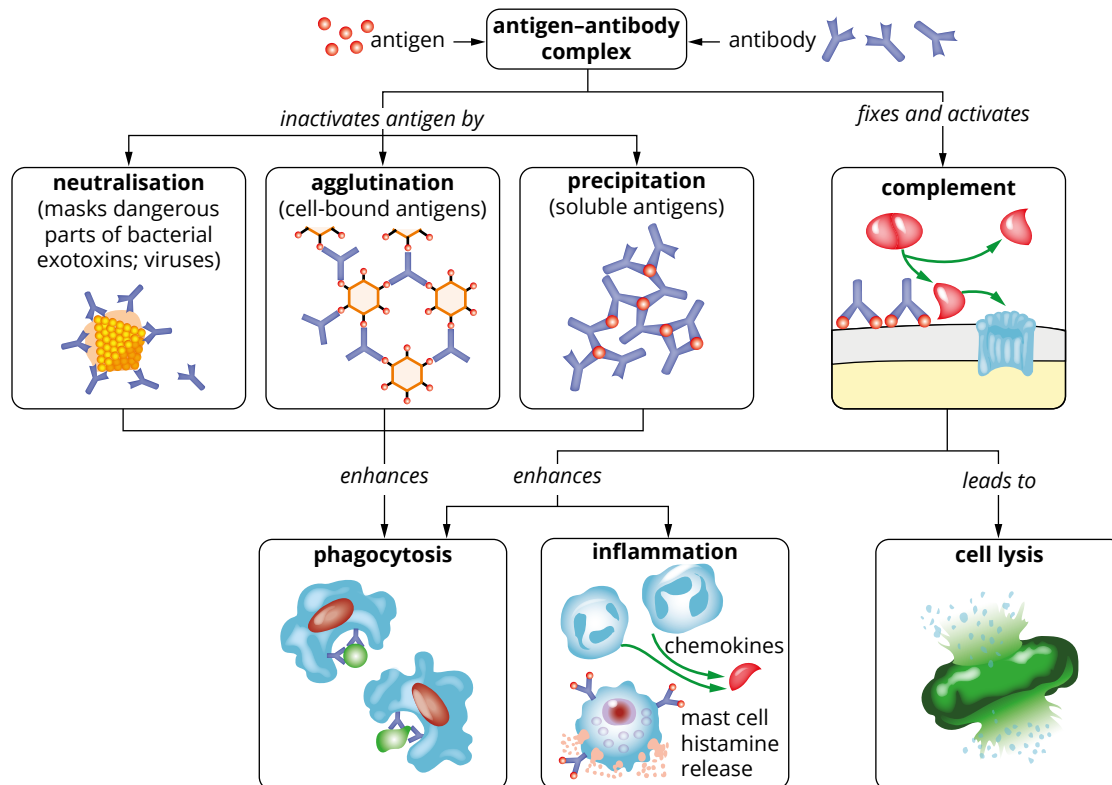 antigen
antigen–antibody
complex
antibody
inactivates antigen by
fixes and activates
neutralisation
(masks dangerous
parts of bacterial
exotoxins; viruses)
agglutination
(cell-bound antigens)
precipitation
(soluble antigens)
complement
enhances
enhances
leads to
phagocytosis
inflammation
chemokines
mast cell
histamine
release
cell lysis